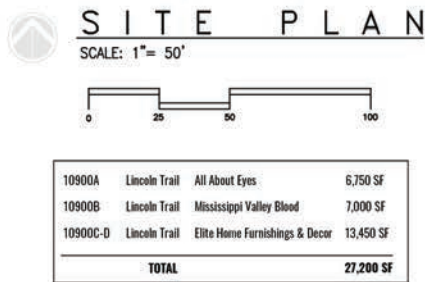 SITE PLAN
SCALE: 1"= 50'
0 25 50 100
10900A Lincoln Trail All About Eyes 6,750 SF
10900B Lincoln Trail Mississippi Valley Blood 7,000 SF
10900C-D Lincoln Trail Elite Home Furnishings & Decor 13,450 SF
TOTAL 27,200 SF